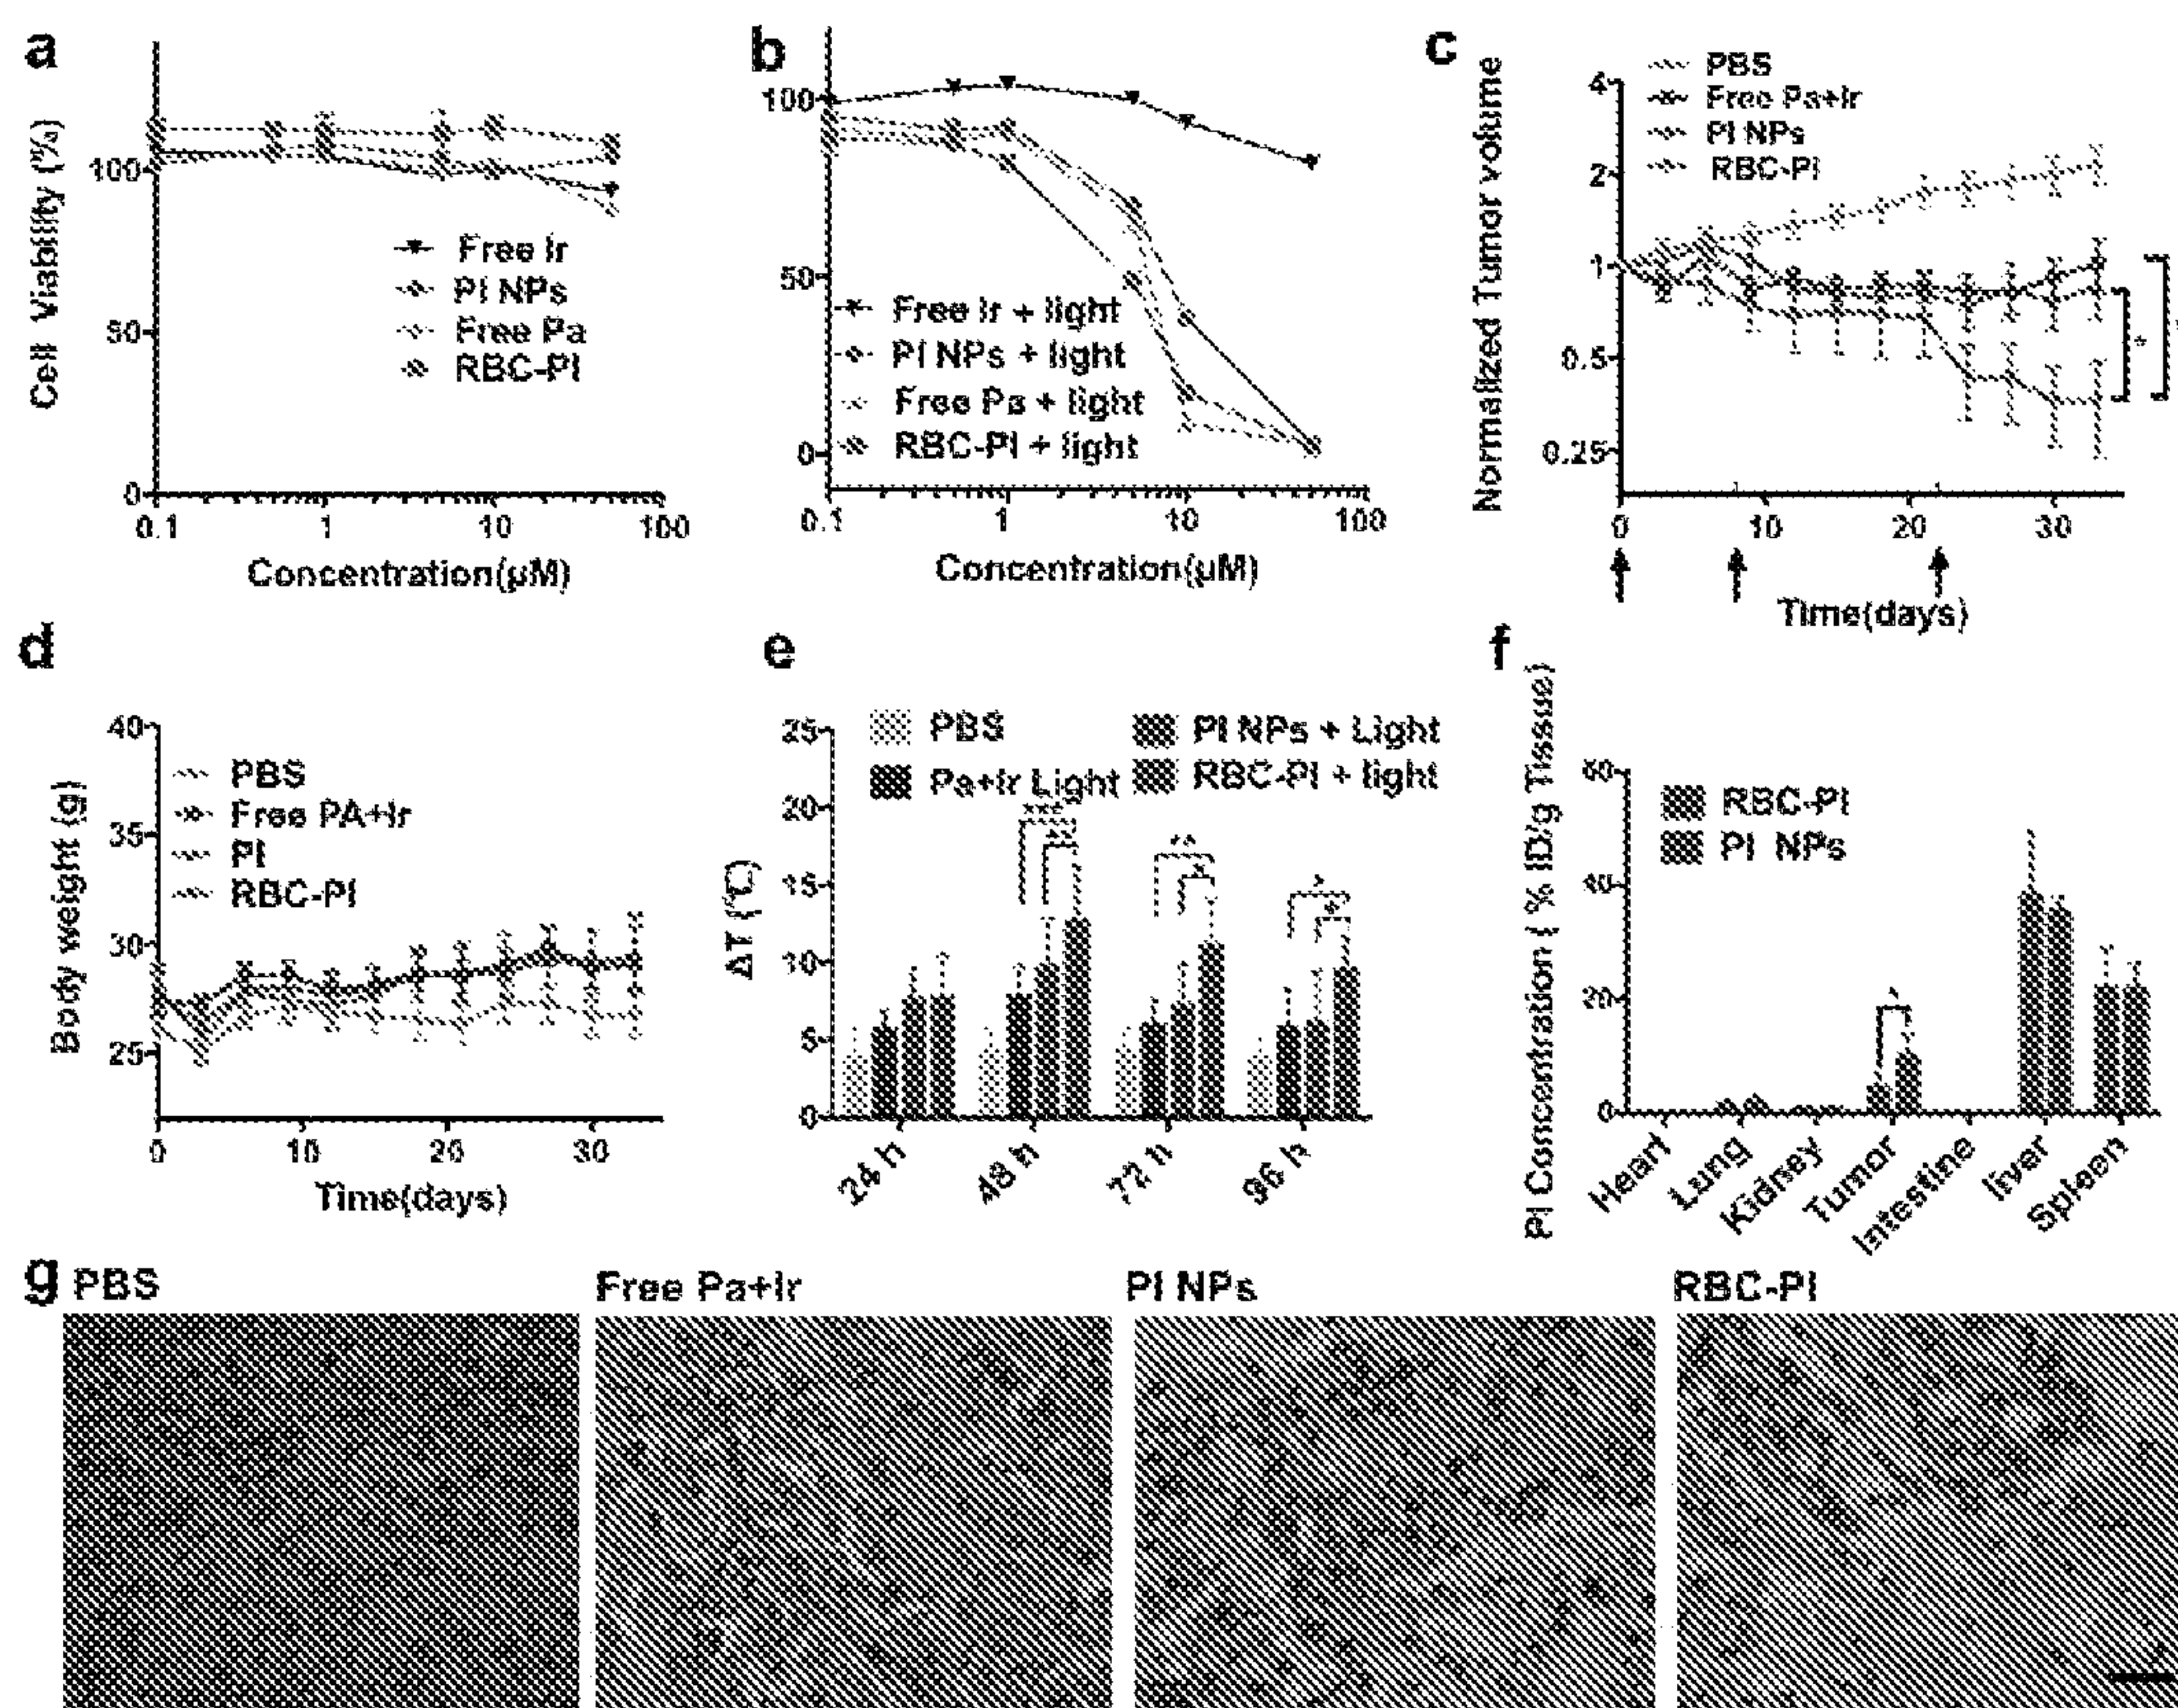 a
Cell Viability (%)
100
50
0
0.1 1 10 100
Concentration(µM)
Free Ir
PI NPs
Free Pa
RBC-PI
b
100
50
0
0.1 1 10 100
Concentration(µM)
Free Ir + light
PI NPs + light
Free Pa + light
RBC-PI + light
c
Normalized Tumor volume
4
2
1
0.5
0.25
0 10 20 30
Time(days)
PBS
Free Pa+Ir
PI NPs
RBC-PI
*
d
Body weight (g)
40
35
30
25
0 10 20 30
Time(days)
PBS
Free PA+Ir
PI
RBC-PI
e
ΔT (℃)
25
20
15
10
5
0
24 h 48 h 72 h 96 h
PBS
Pa+Ir Light
PI NPs + Light
RBC-PI + light
f
PI Concentration ( % ID/g Tissue)
60
40
20
0
Heart Lung Kidney Tumor Intestine liver Spleen
RBC-PI
PI NPs
g
PBS
Free Pa+Ir
PI NPs
RBC-PI